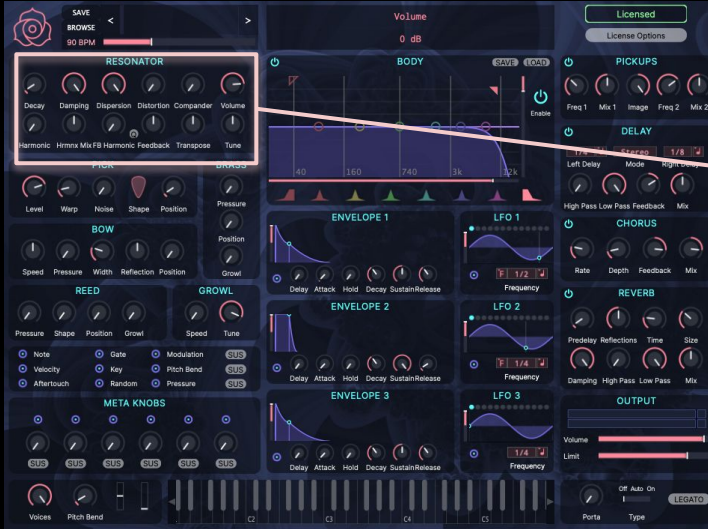 SAVE
BROWSE
90 BPM
< >
Volume
0 dB
Licensed
License Options
RESONATOR
Decay Damping Dispersion Distortion Compander Volume
Harmonic Hrmnx Mix FB Harmonic Feedback Transpose Tune
BODY
SAVE LOAD
Enable
40 160 740 3k 12k
PICKUPS
Freq 1 Mix 1 Image Freq 2 Mix 2
DELAY
1/4 Stereo 1/8
Left Delay Mode Right Delay
High Pass Low Pass Feedback Mix
PICK
Level Warp Noise Shape Position
BRASS
Pressure
Position
Growl
BOW
Speed Pressure Width Reflection Position
REED
Pressure Shape Position Growl
GROWL
Speed Tune
ENVELOPE 1
Delay Attack Hold Decay Sustain Release
LFO 1
F 1/2
Frequency
CHORUS
Rate Depth Feedback Mix
ENVELOPE 2
Delay Attack Hold Decay Sustain Release
LFO 2
F 1/4
Frequency
REVERB
Predelay Reflections Time Size
Damping High Pass Low Pass Mix
Note Gate Modulation SUS
Velocity Key Pitch Bend SUS
Aftertouch Random Pressure SUS
META KNOBS
SUS SUS SUS SUS SUS SUS
ENVELOPE 3
Delay Attack Hold Decay Sustain Release
LFO 3
1/4
Frequency
OUTPUT
Volume
Limit
Voices Pitch Bend
C2 C3 C4 C5
Porta
Off Auto On
Type
LEGATO